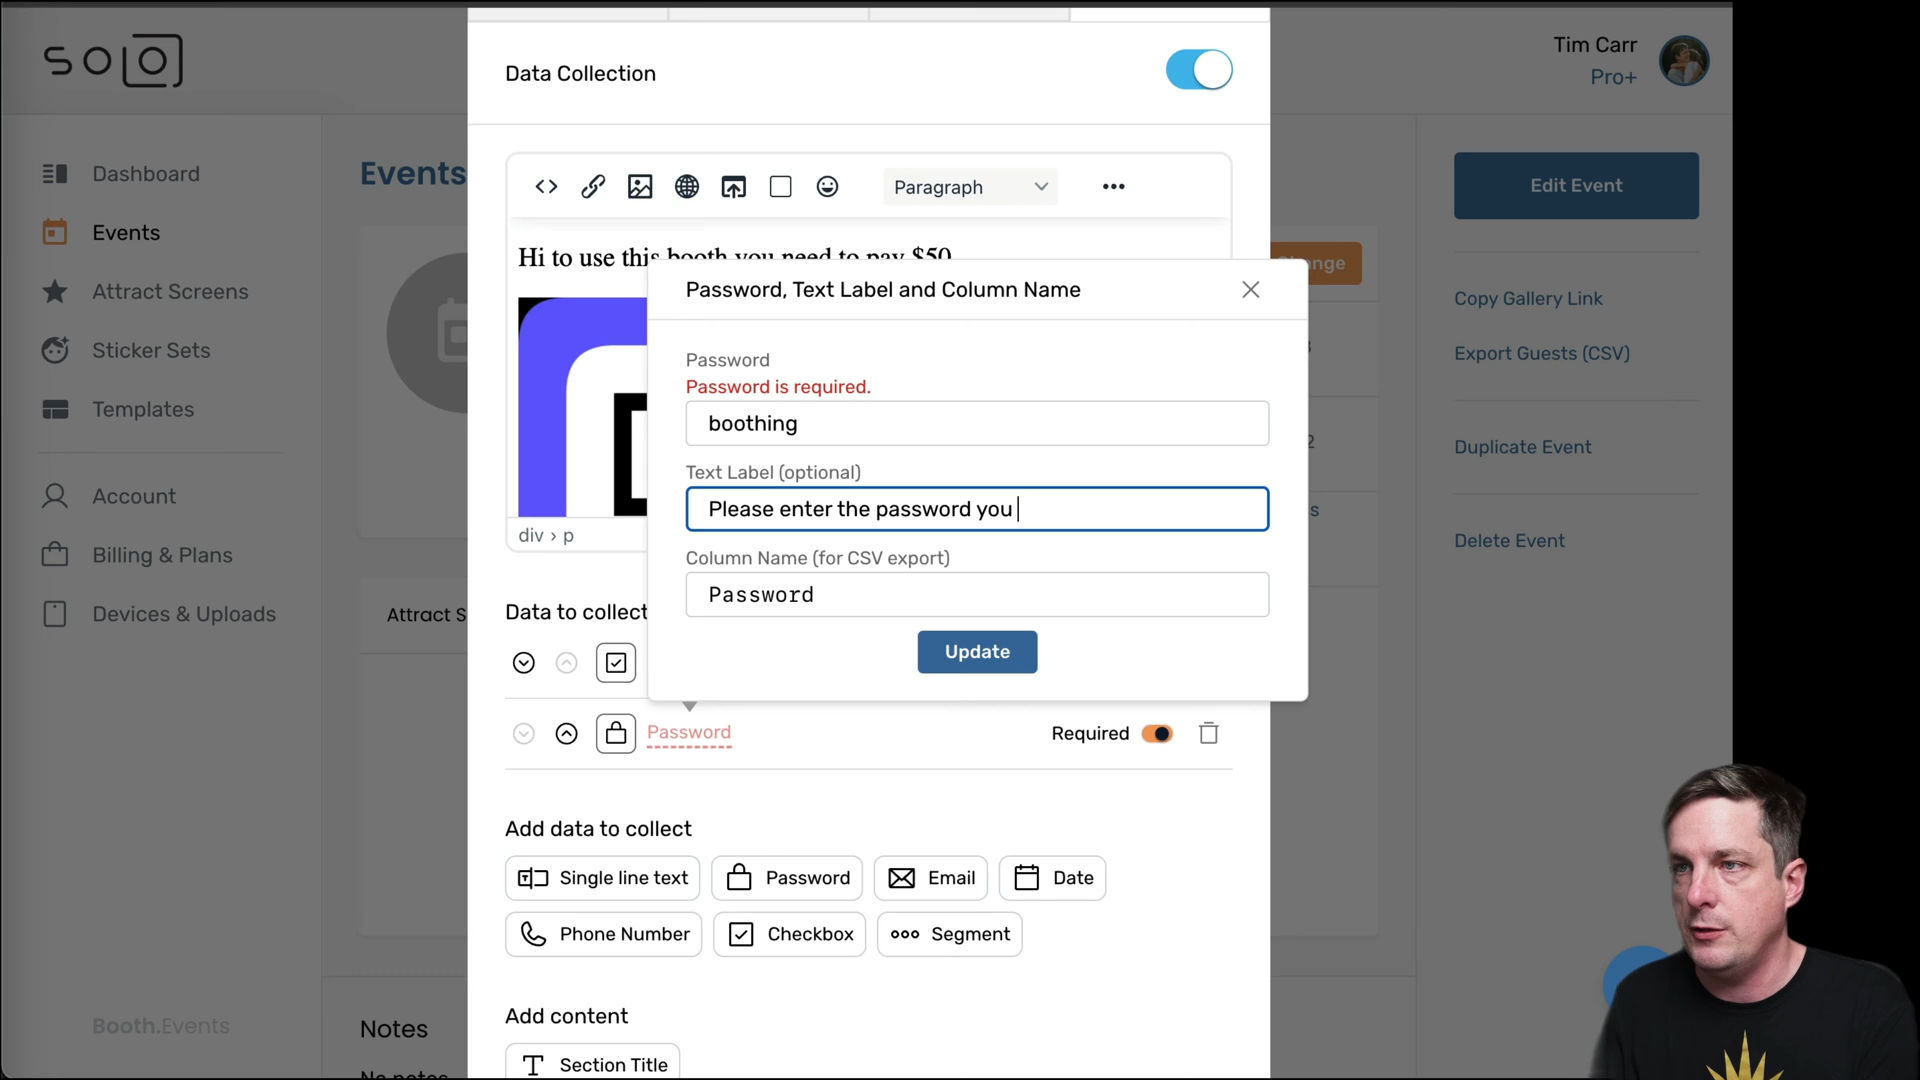 SOLO
Tim Carr
Pro+
Dashboard
Events
Attract Screens
Sticker Sets
Templates
Account
Billing & Plans
Devices & Uploads
Booth.Events
Events
Attract S
Notes
Data Collection
Paragraph
Hi to use this booth you need to pay $50
div › p
Data to collect
Password, Text Label and Column Name
Password
Password is required.
boothing
Text Label (optional)
Please enter the password you
Column Name (for CSV export)
Password
Update
Password
Required
Add data to collect
Single line text
Password
Email
Date
Phone Number
Checkbox
Segment
Add content
Section Title
Edit Event
Copy Gallery Link
Export Guests (CSV)
Duplicate Event
Delete Event